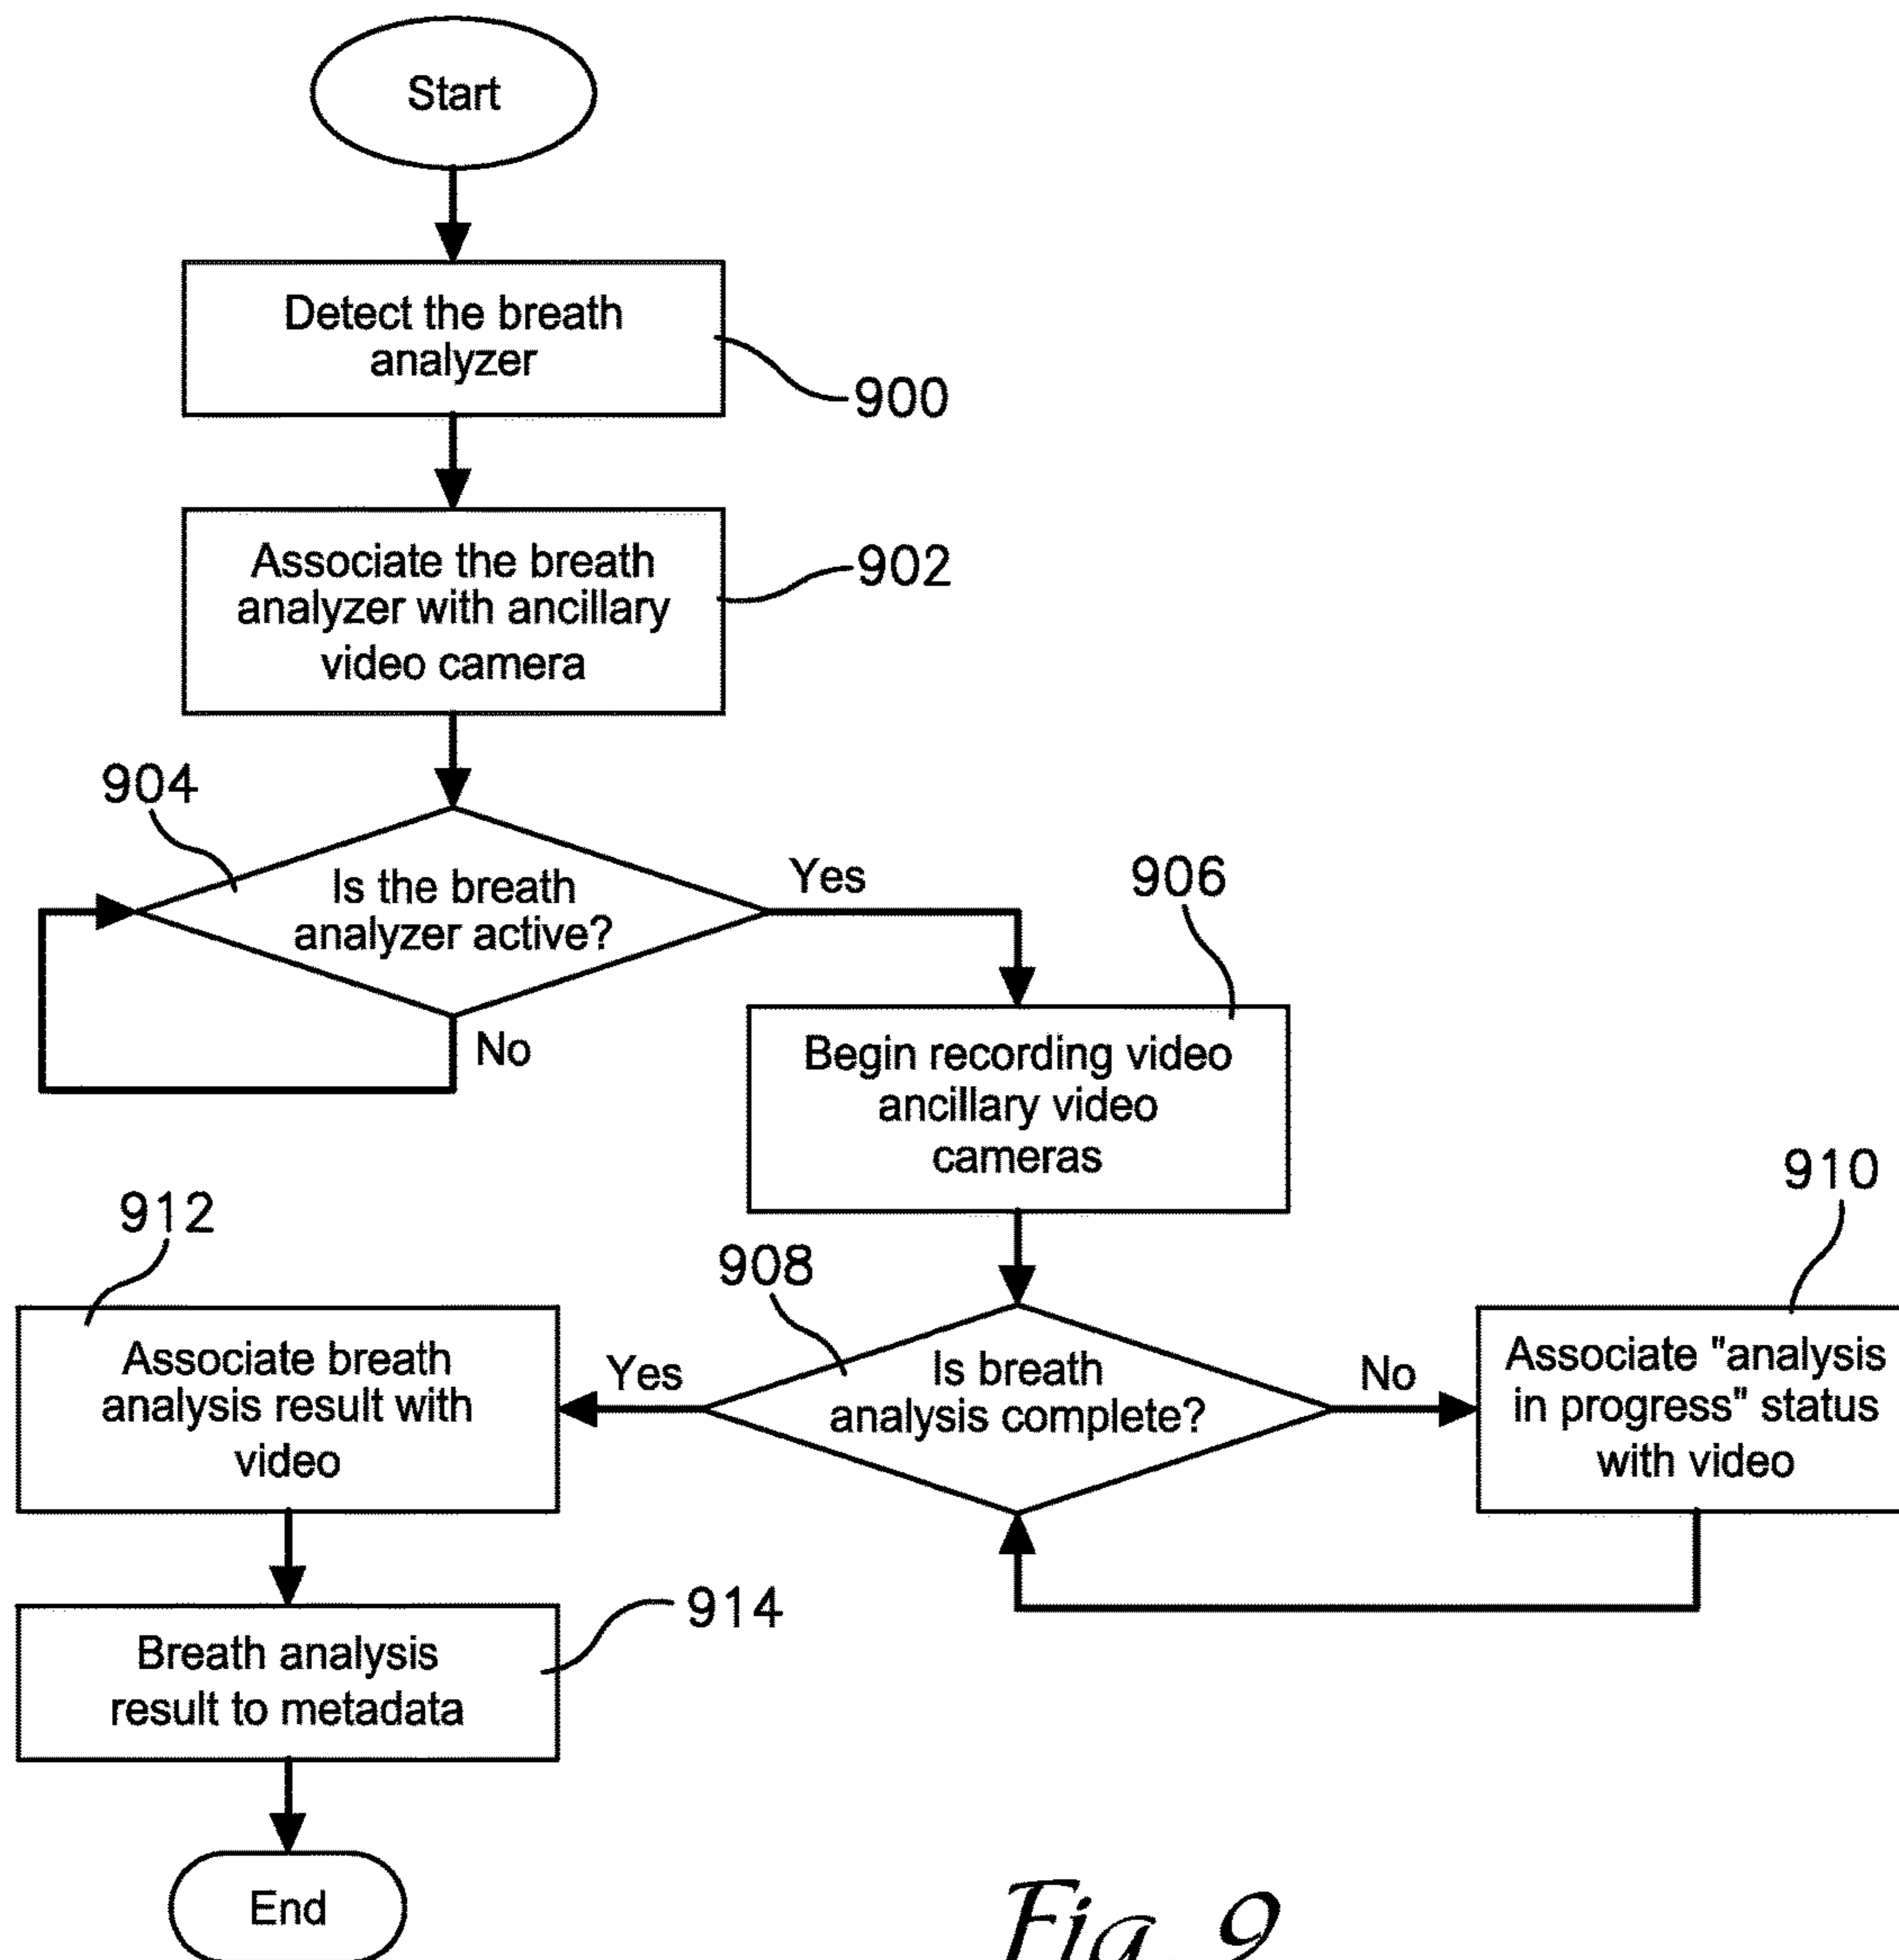 Start
Detect the breath
analyzer
900
Associate the breath
analyzer with ancillary
video camera
902
904
Is the breath
analyzer active?
Yes
No
906
Begin recording video
ancillary video
cameras
908
Is breath
analysis complete?
Yes
No
910
Associate "analysis
in progress" status
with video
912
Associate breath
analysis result with
video
914
Breath analysis
result to metadata
End
Fig. 9